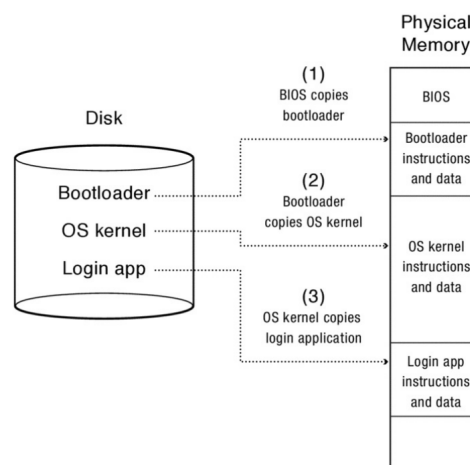 Physical
Memory
(1)
BIOS copies
bootloader
BIOS
Disk
Bootloader
instructions
and data
Bootloader
(2)
Bootloader
copies OS kernel
OS kernel
OS kernel
instructions
and data
Login app
(3)
OS kernel copies
login application
Login app
instructions
and data